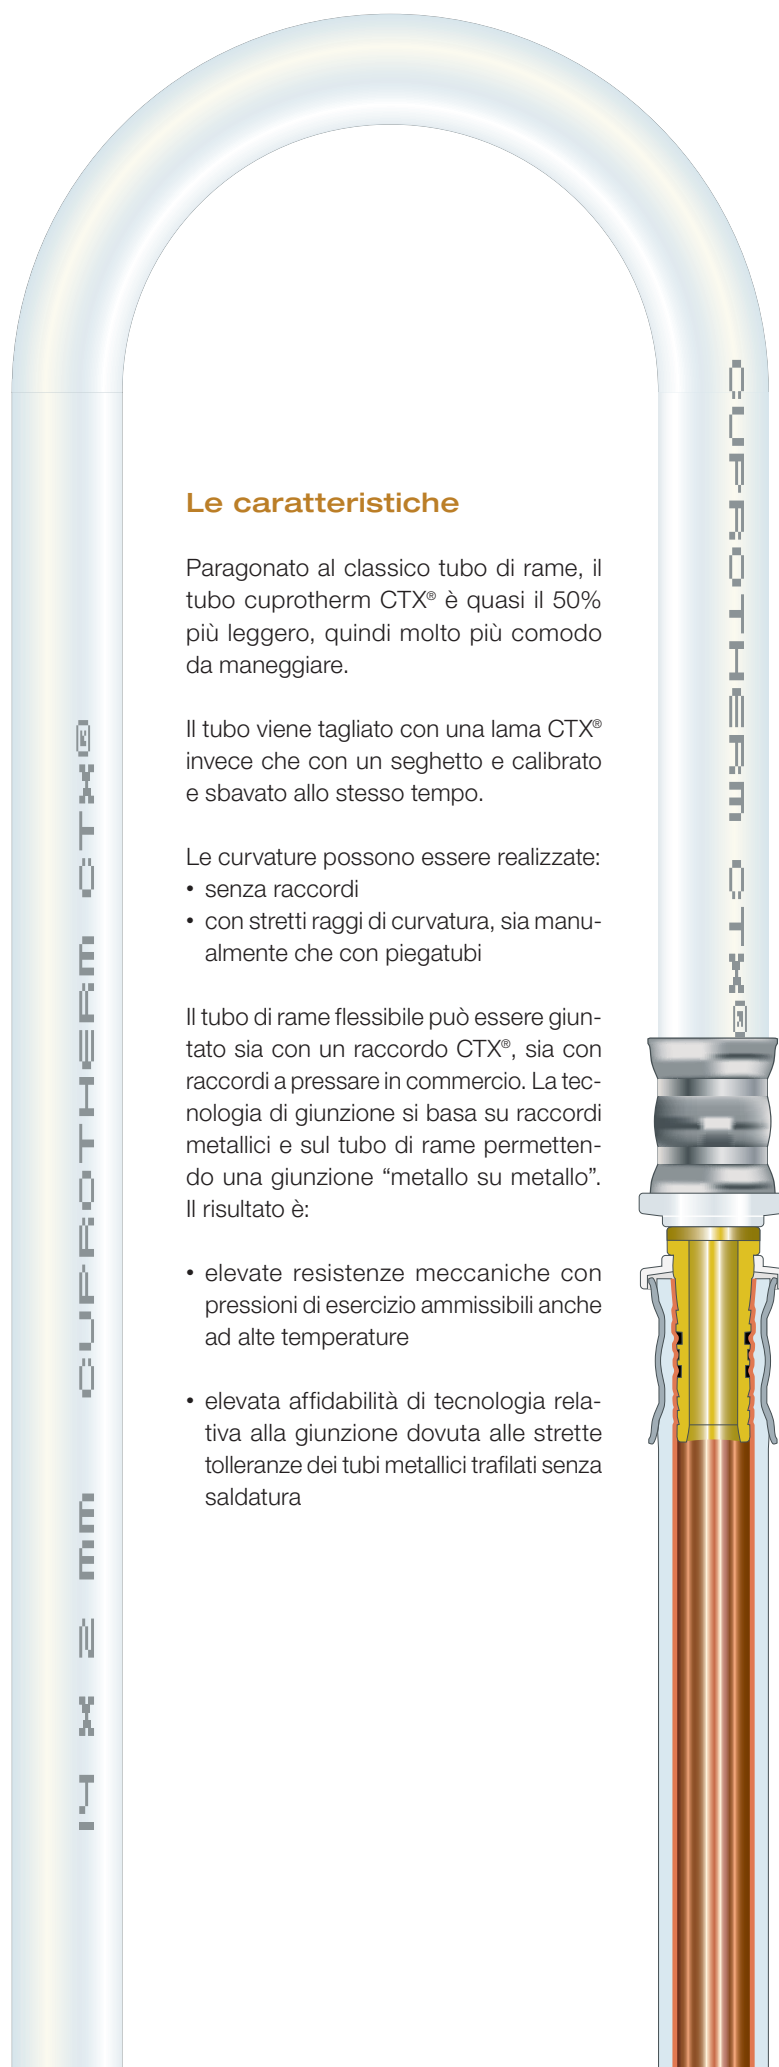 Le caratteristiche
Paragonato al classico tubo di rame, il
tubo cuprotherm CTX® è quasi il 50%
più leggero, quindi molto più comodo
da maneggiare.
Il tubo viene tagliato con una lama CTX®
invece che con un seghetto e calibrato
e sbavato allo stesso tempo.
Le curvature possono essere realizzate:
• senza raccordi
• con stretti raggi di curvatura, sia manu-
almente che con piegatubi
Il tubo di rame flessibile può essere giun-
tato sia con un raccordo CTX®, sia con
raccordi a pressare in commercio. La tec-
nologia di giunzione si basa su raccordi
metallici e sul tubo di rame permetten-
do una giunzione “metallo su metallo”.
Il risultato è:
• elevate resistenze meccaniche con
pressioni di esercizio ammissibili anche
ad alte temperature
• elevata affidabilità di tecnologia rela-
tiva alla giunzione dovuta alle strette
tolleranze dei tubi metallici trafilati senza
saldatura
14 x 2 mm CUPROTHERM CTX®
CUPROTHERM CTX®